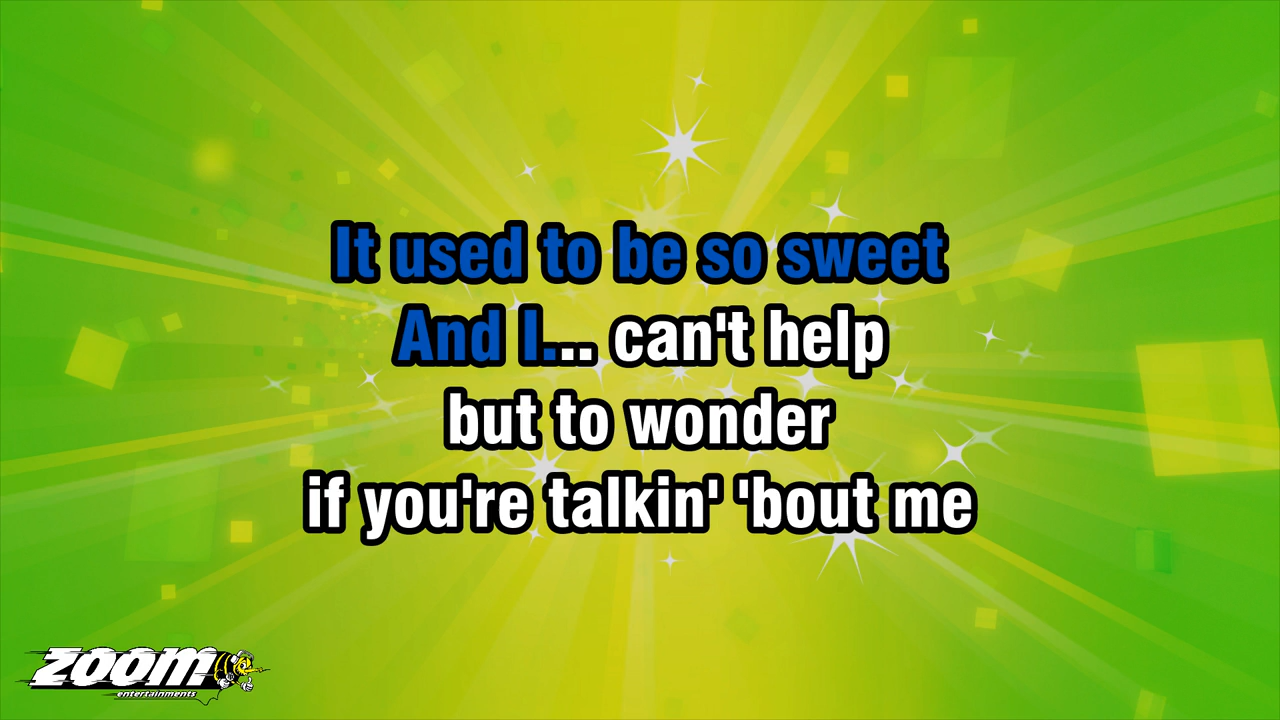 It used to be so sweet
And I... can't help
but to wonder
if you're talkin' 'bout me
ZOOM
entertainments